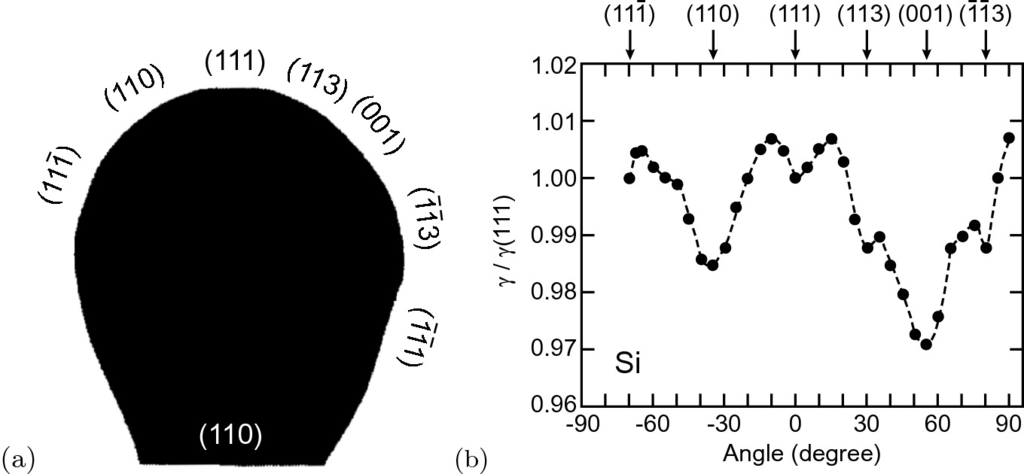 (111)
(110)
(113)
(001)
(111̅)
(1̅1̅3)
(1̅1̅1)
(110)
(a)
(111̅) (110) (111) (113) (001) (1̅1̅3)
1.02
1.01
1.00
0.99
0.98
0.97
0.96
γ / γ(111)
Si
-90 -60 -30 0 30 60 90
Angle (degree)
(b)